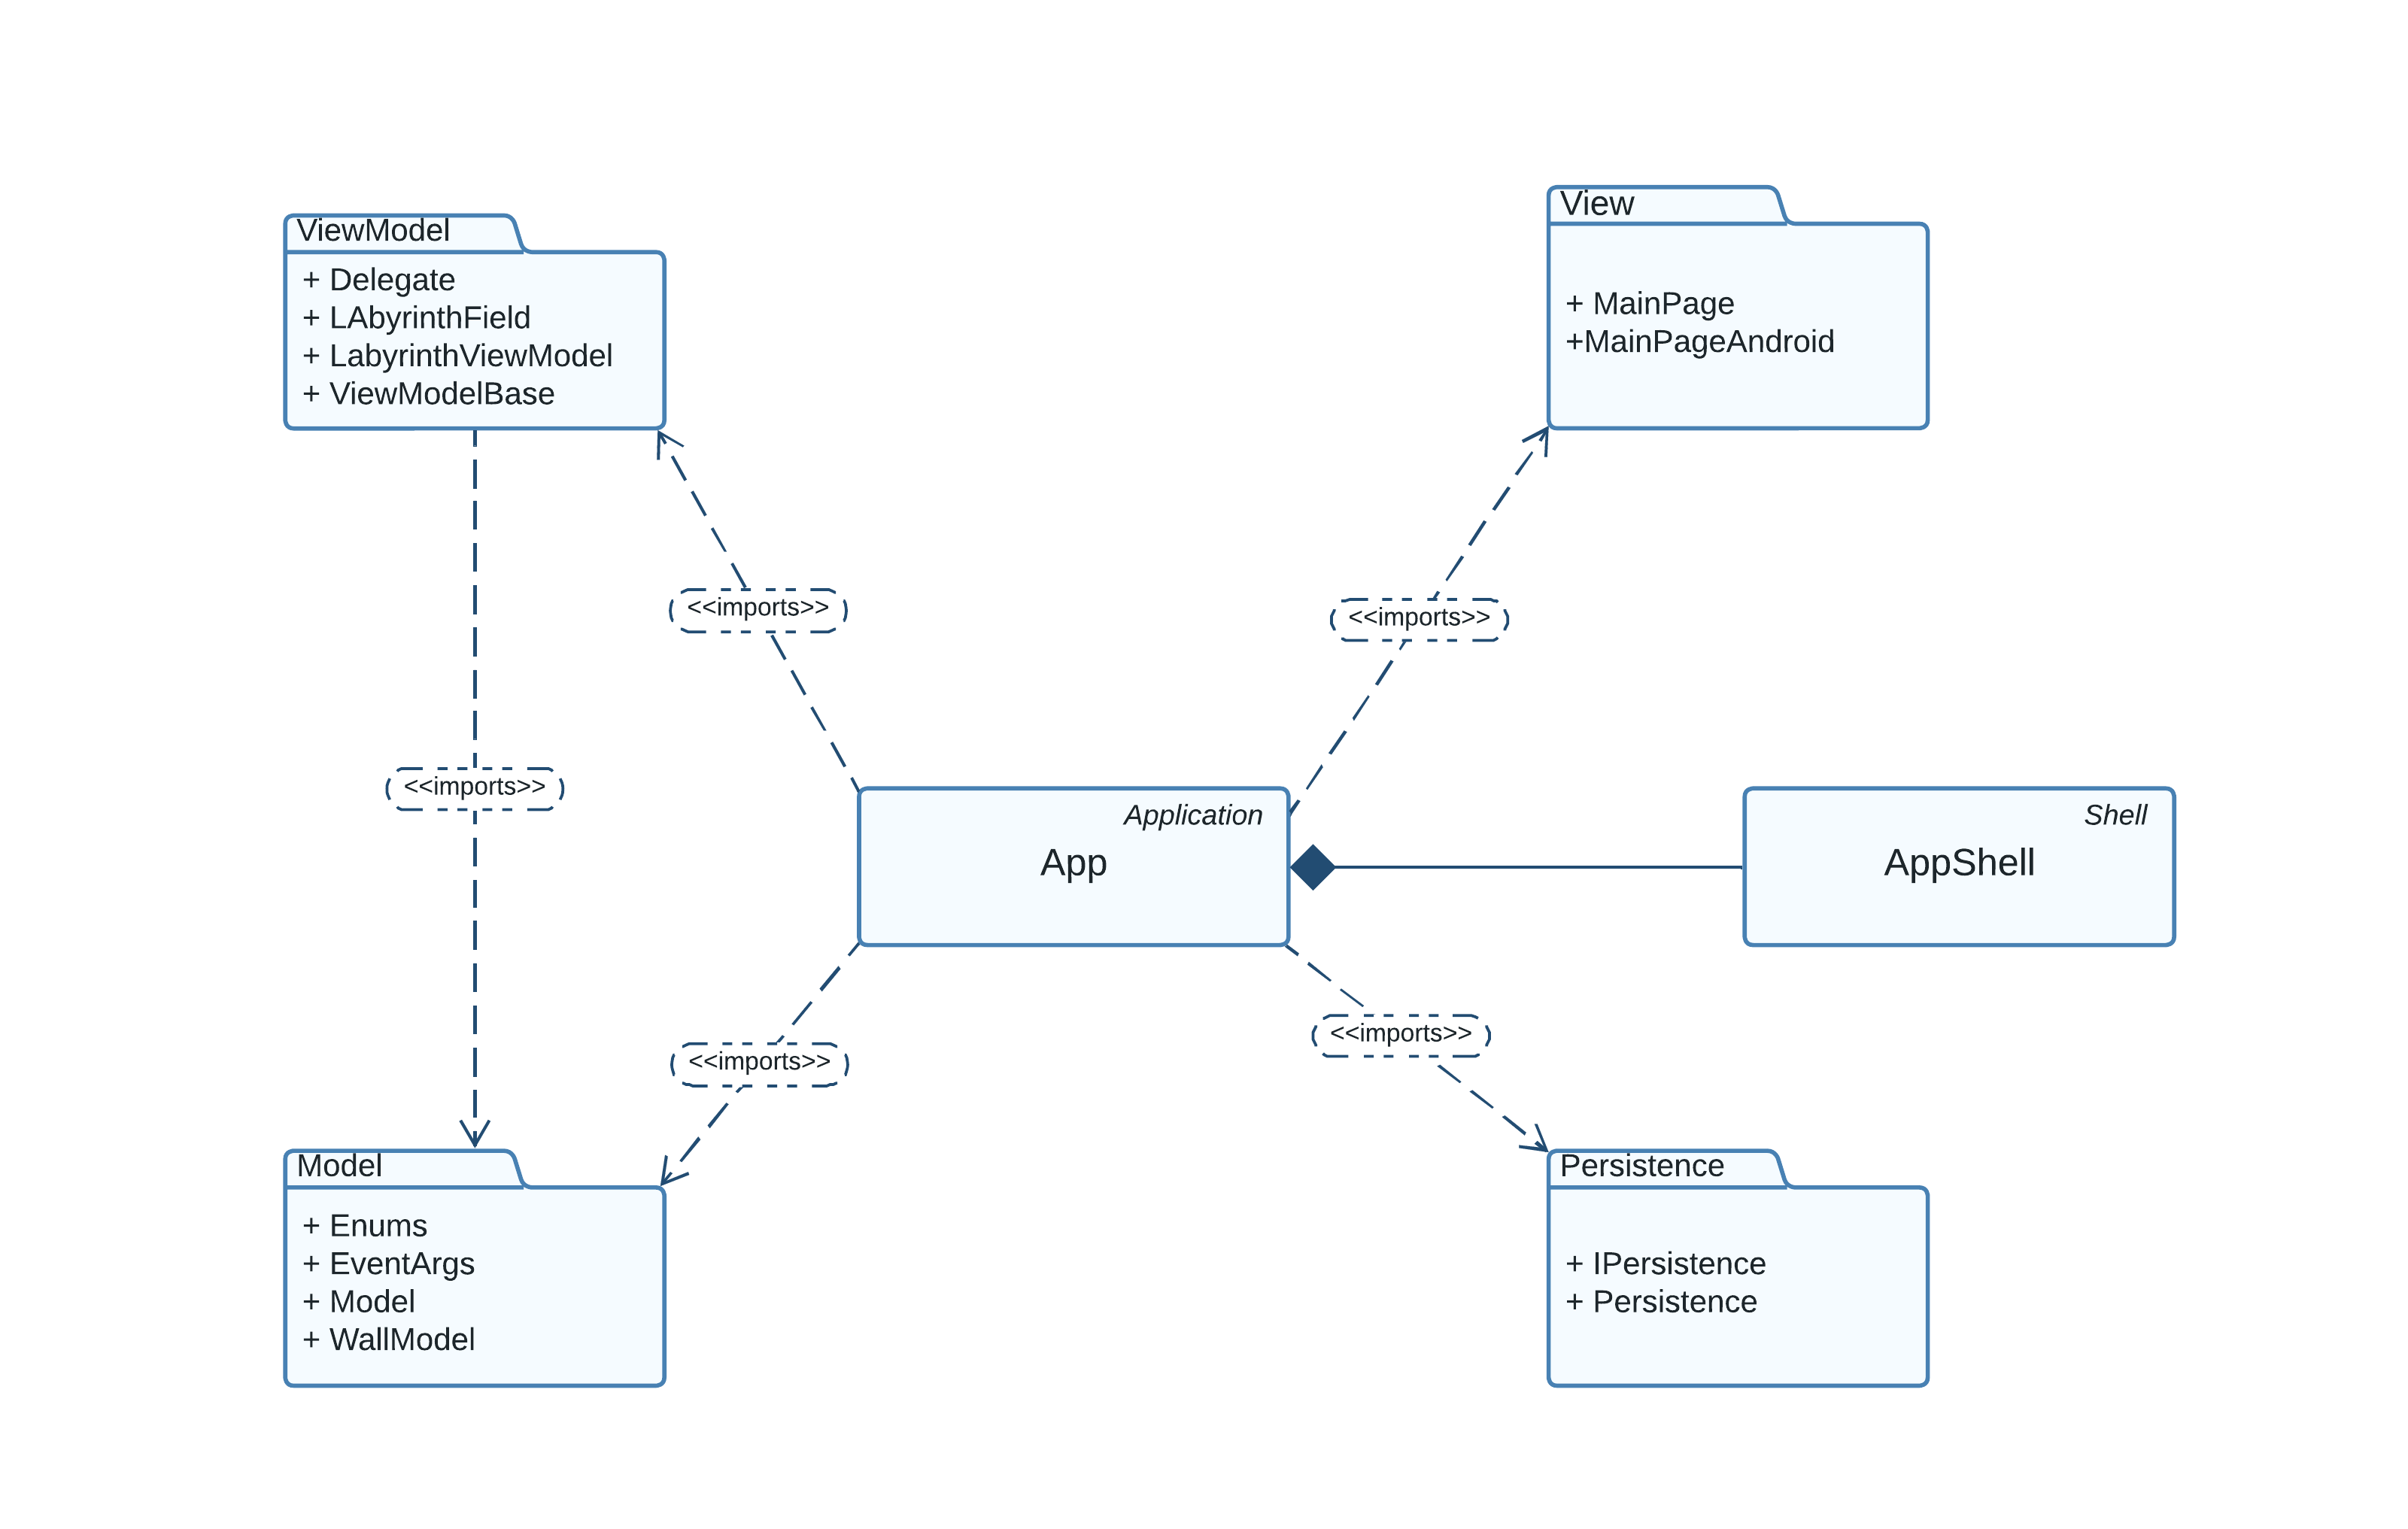 ViewModel
+ Delegate
+ LAbyrinthField
+ LabyrinthViewModel
+ ViewModelBase
View
+ MainPage
+MainPageAndroid
<<imports>>
<<imports>>
<<imports>>
Application
App
Shell
AppShell
<<imports>>
<<imports>>
Model
+ Enums
+ EventArgs
+ Model
+ WallModel
Persistence
+ IPersistence
+ Persistence